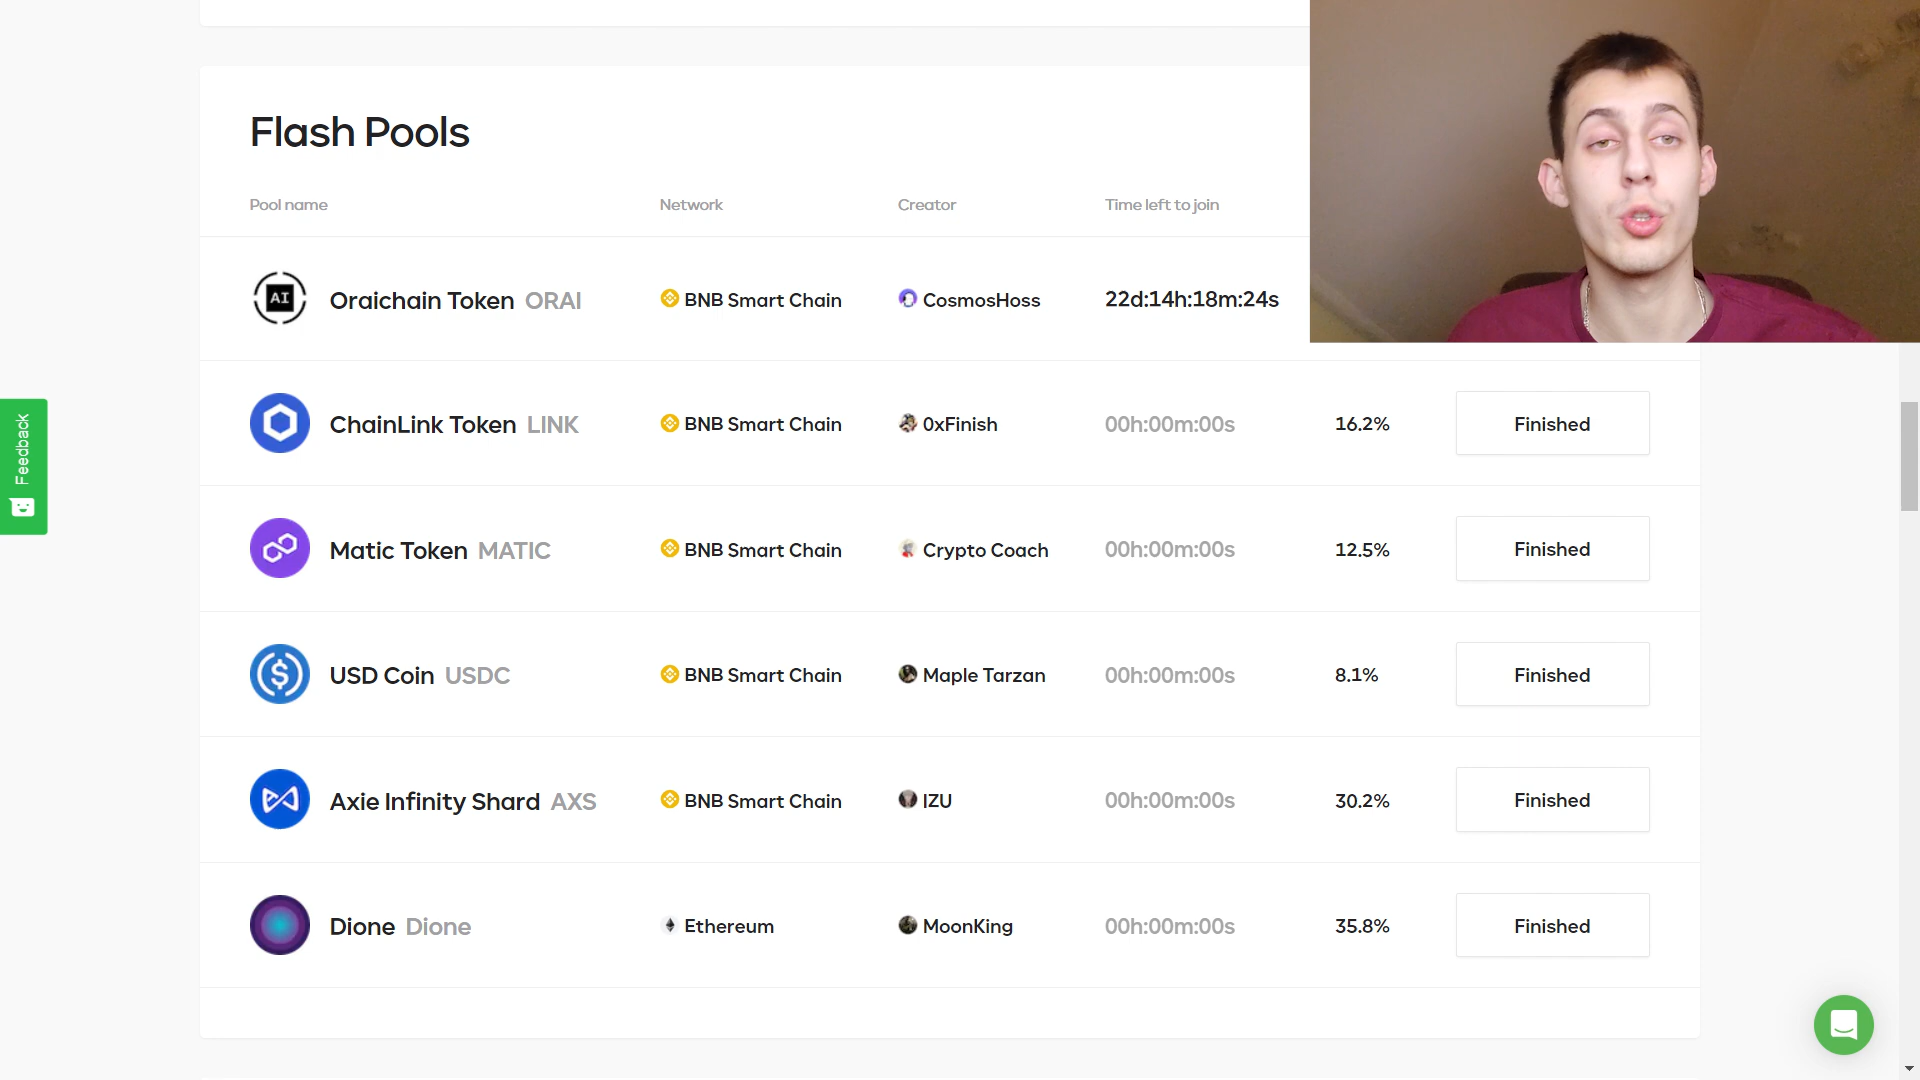 Flash Pools
Pool name Network Creator Time left to join
AI Oraichain Token ORAI BNB Smart Chain CosmosHoss 22d:14h:18m:24s
ChainLink Token LINK BNB Smart Chain 0xFinish 00h:00m:00s 16.2% Finished
Matic Token MATIC BNB Smart Chain Crypto Coach 00h:00m:00s 12.5% Finished
USD Coin USDC BNB Smart Chain Maple Tarzan 00h:00m:00s 8.1% Finished
Axie Infinity Shard AXS BNB Smart Chain IZU 00h:00m:00s 30.2% Finished
Dione Dione Ethereum MoonKing 00h:00m:00s 35.8% Finished
Feedback